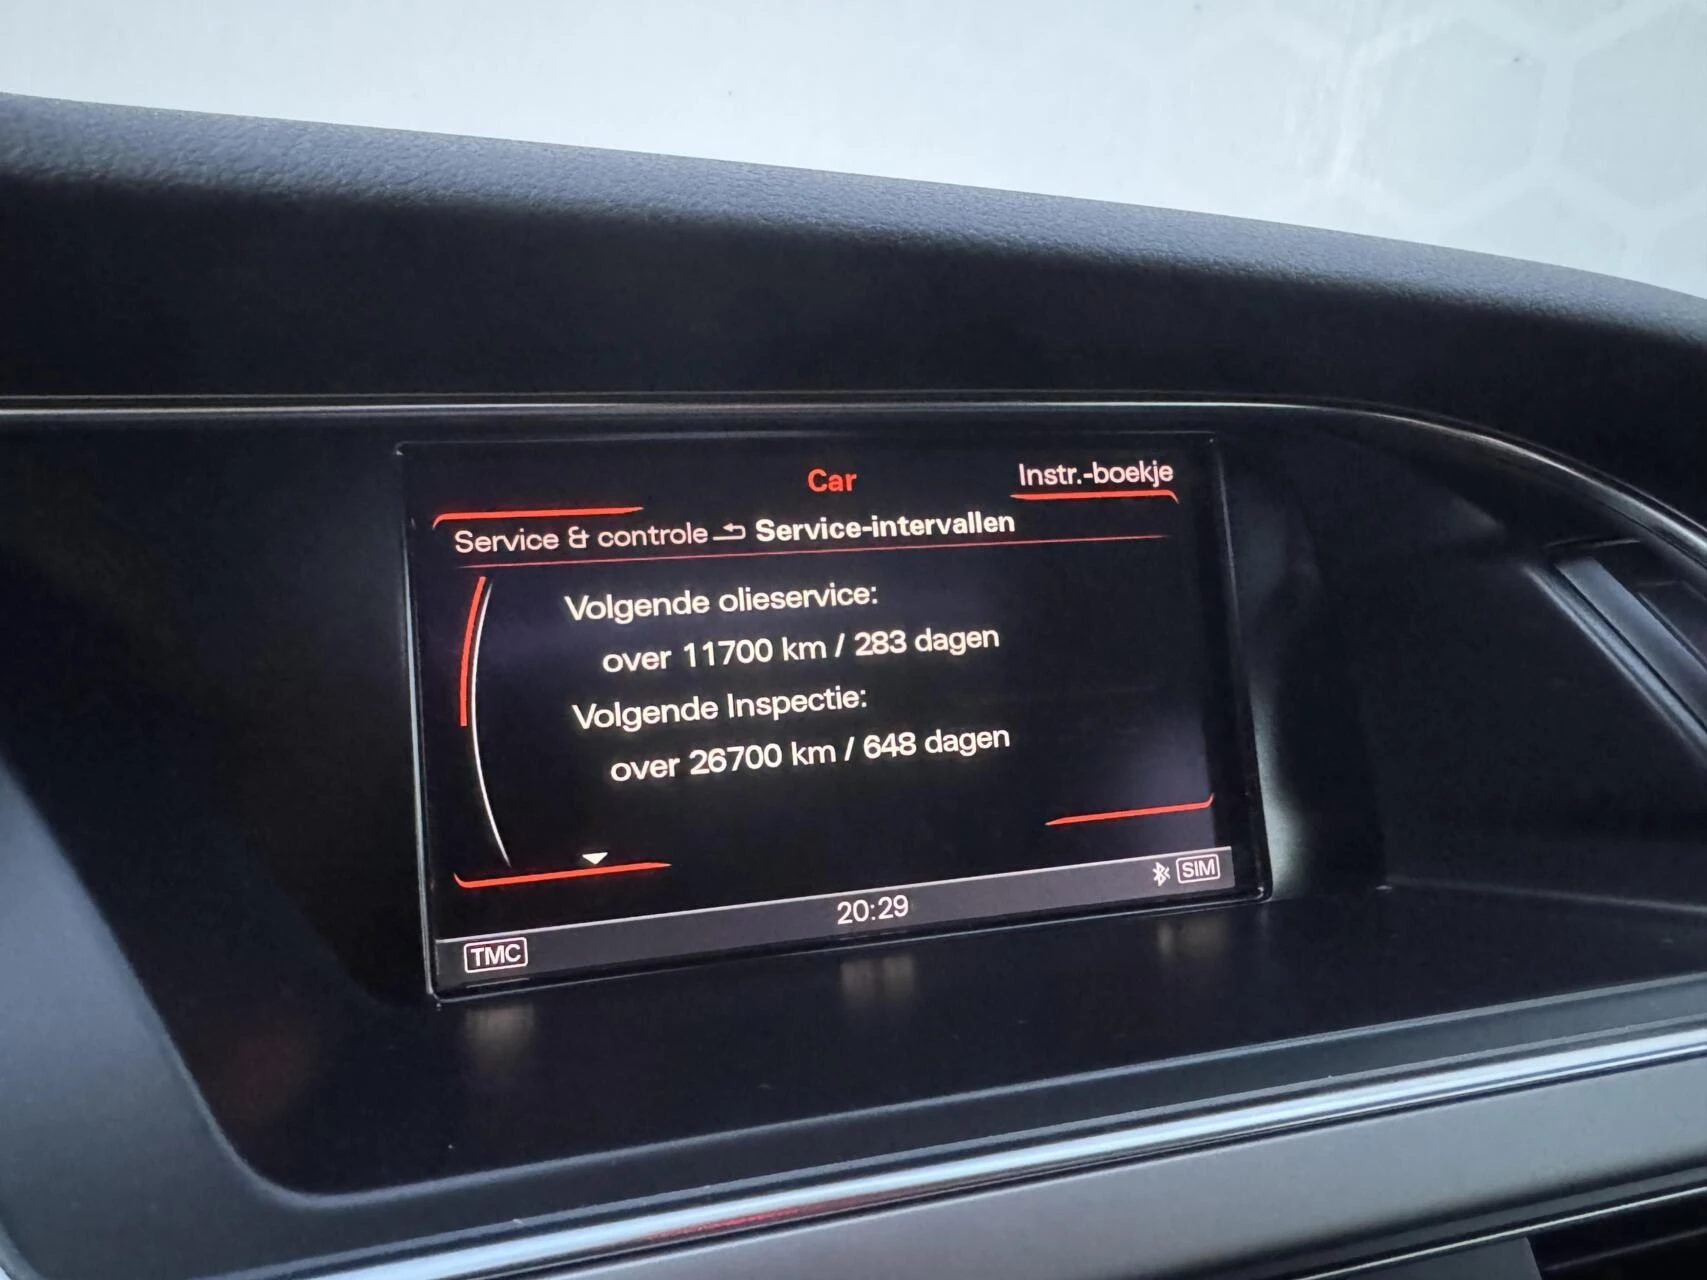 Car
Instr.-boekje
Service & controle Service-intervallen
Volgende olieservice:
over 11700 km / 283 dagen
Volgende Inspectie:
over 26700 km / 648 dagen
SIM
20:29
TMC